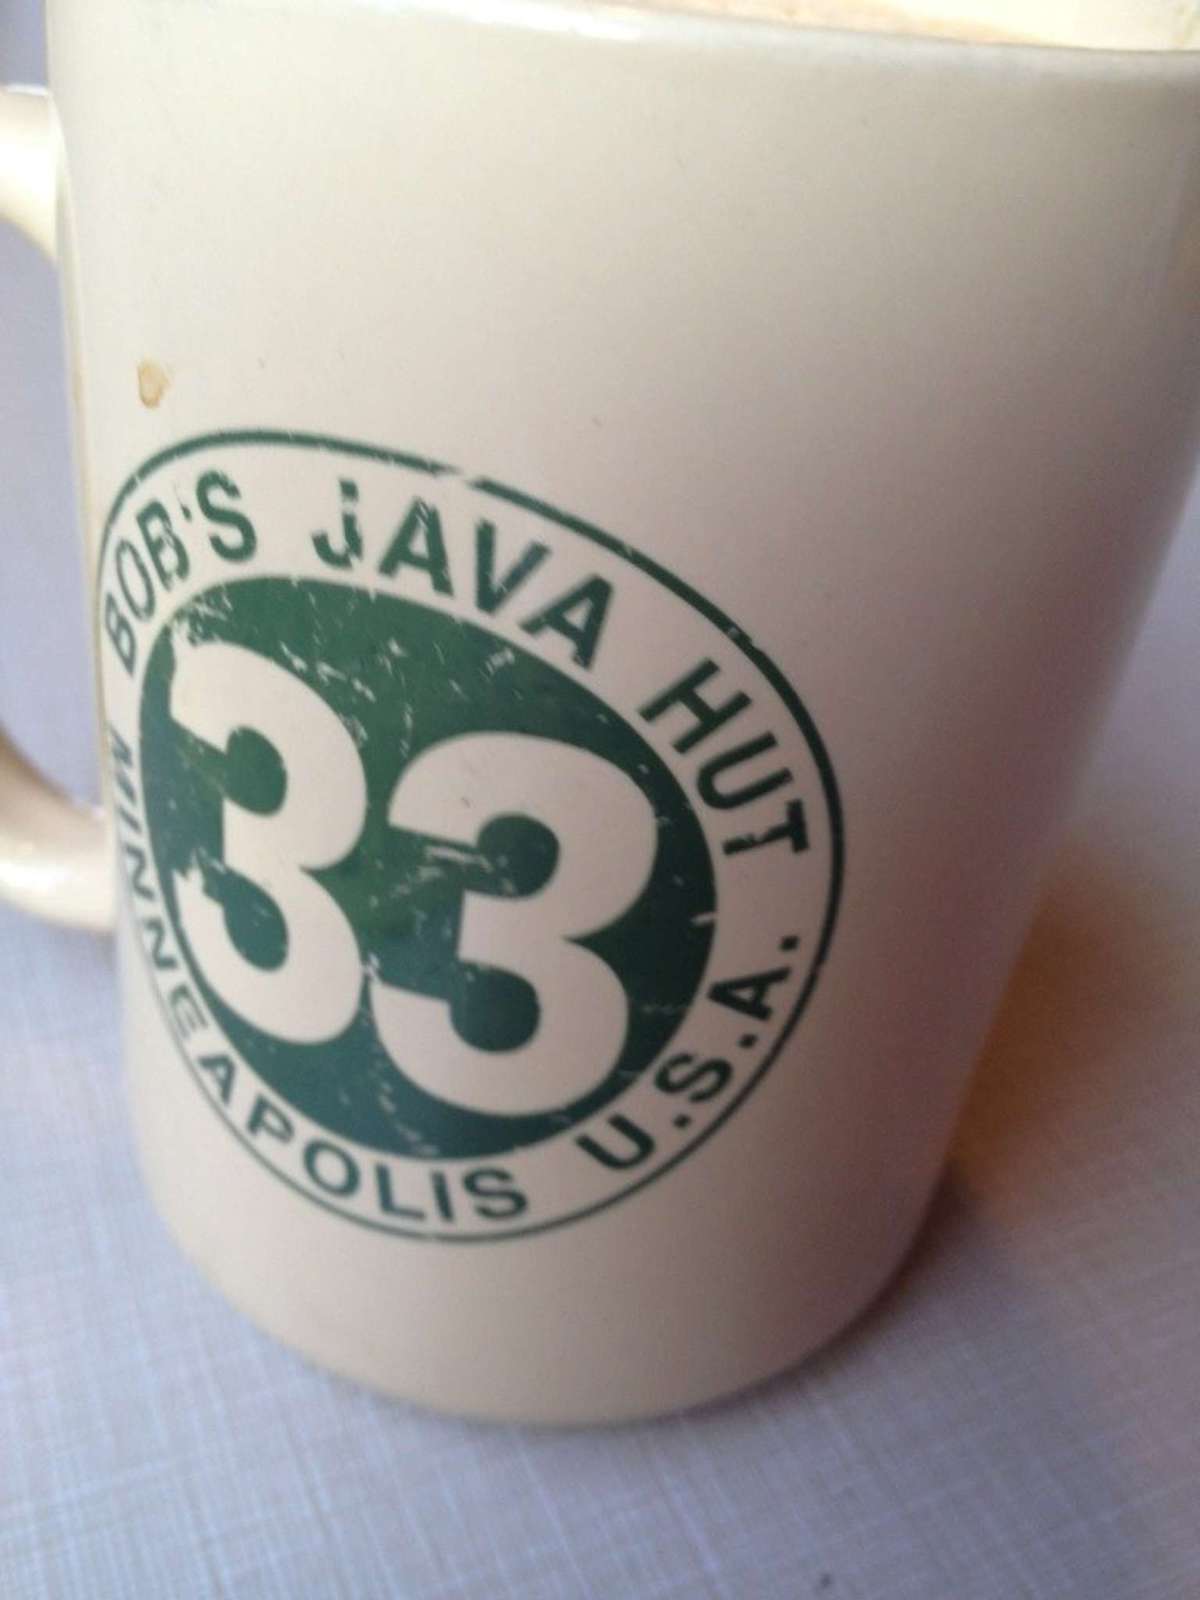 BOB'S JAVA HUT
33
MINNEAPOLIS U.S.A.